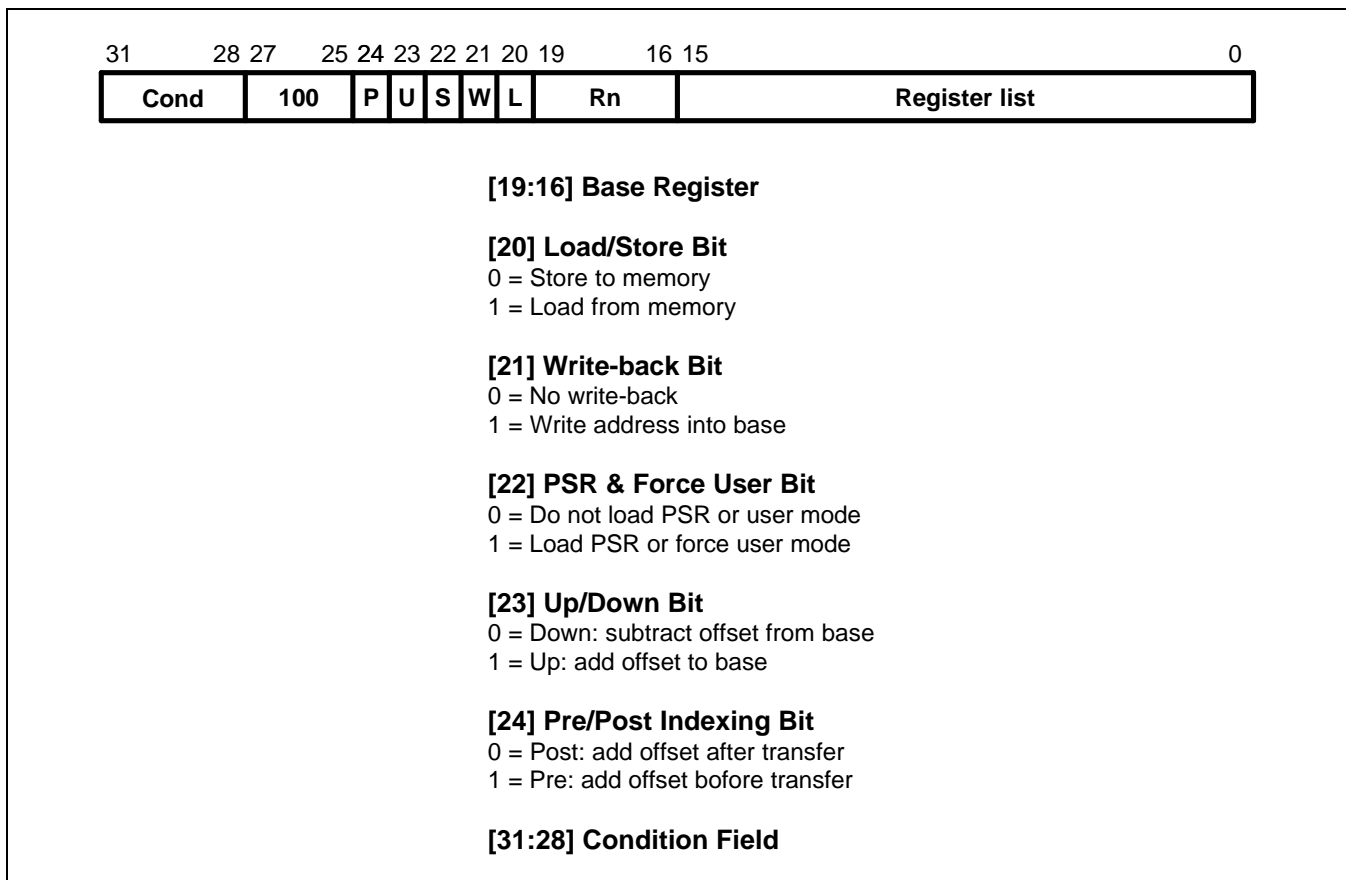 31 28 27 25 24 23 22 21 20 19 16 15 0
Cond 100 P U S W L Rn Register list
[19:16] Base Register
[20] Load/Store Bit
0 = Store to memory
1 = Load from memory
[21] Write-back Bit
0 = No write-back
1 = Write address into base
[22] PSR & Force User Bit
0 = Do not load PSR or user mode
1 = Load PSR or force user mode
[23] Up/Down Bit
0 = Down: subtract offset from base
1 = Up: add offset to base
[24] Pre/Post Indexing Bit
0 = Post: add offset after transfer
1 = Pre: add offset bofore transfer
[31:28] Condition Field